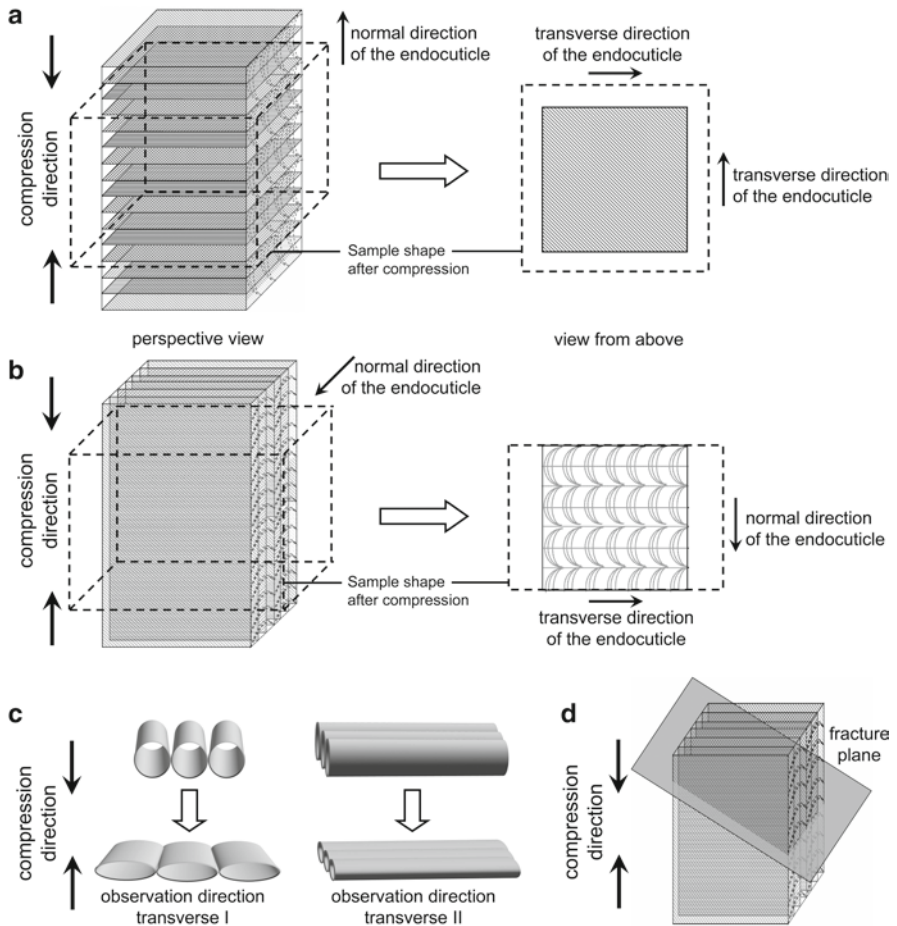 a
compression
direction
normal direction
of the endocuticle
transverse direction
of the endocuticle
transverse direction
of the endocuticle
Sample shape
after compression
perspective view
view from above
b
compression
direction
normal direction
of the endocuticle
normal direction
of the endocuticle
Sample shape
after compression
transverse direction
of the endocuticle
c
compression
direction
observation direction
transverse I
observation direction
transverse II
d
compression
direction
fracture
plane